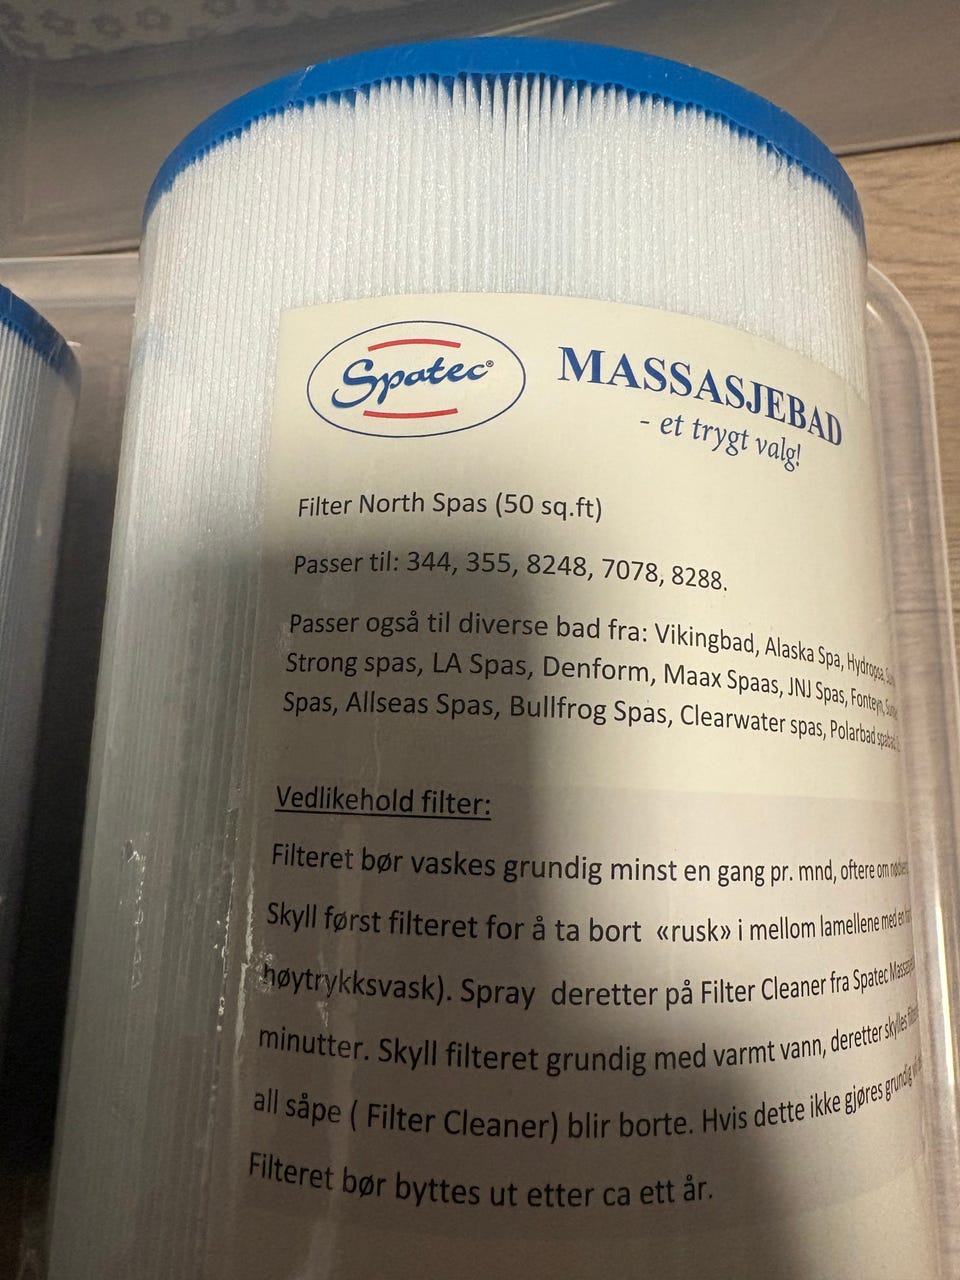 Spatec®
MASSASJEBAD
- et trygt valg!
Filter North Spas (50 sq.ft)
Passer til: 344, 355, 8248, 7078, 8288.
Passer også til diverse bad fra: Vikingbad, Alaska Spa,
Strong spas, LA Spas, Denform, Maax Spaas, JNJ Spas, Fonteyn,
Spas, Allseas Spas, Bullfrog Spas, Clearwater spas, Polarbad
Vedlikehold filter:
Filteret bør vaskes grundig minst en gang pr. mnd, oftere om
Skyll først filteret for å ta bort «rusk» i mellom lamellene med en
høytrykksvask). Spray deretter på Filter Cleaner fra Spatec
minutter. Skyll filteret grundig med varmt vann, deretter skylles
all såpe ( Filter Cleaner) blir borte. Hvis dette ikke gjøres grundig
Filteret bør byttes ut etter ca ett år.